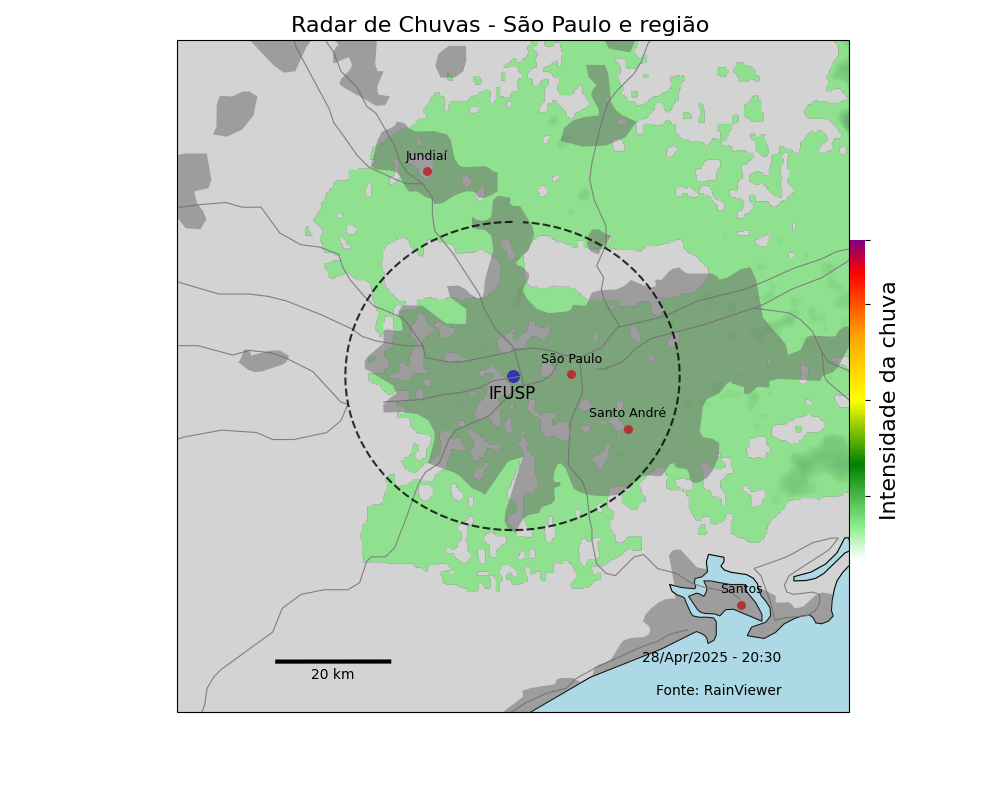 Radar de Chuvas - São Paulo e região
Jundiaí
São Paulo
IFUSP
Santo André
Santos
28/Apr/2025 - 20:30
20 km
Fonte: RainViewer
Intensidade da chuva